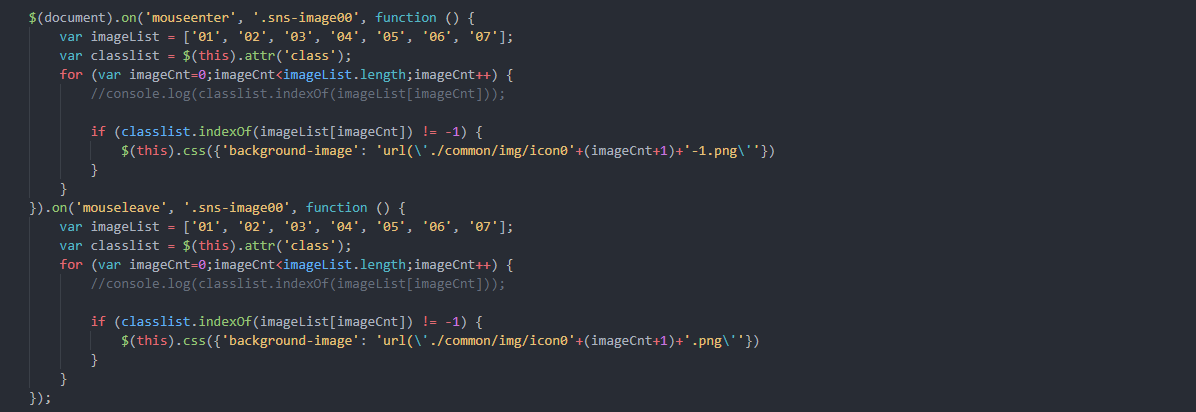 $(document).on('mouseenter', '.sns-image00', function () {
    var imageList = ['01', '02', '03', '04', '05', '06', '07'];
    var classlist = $(this).attr('class');
    for (var imageCnt=0;imageCnt<imageList.length;imageCnt++) {
        //console.log(classlist.indexOf(imageList[imageCnt]));

        if (classlist.indexOf(imageList[imageCnt]) != -1) {
            $(this).css({'background-image': 'url(\'./common/img/icon0'+(imageCnt+1)+'-1.png\''})
        }
    }
}).on('mouseleave', '.sns-image00', function () {
    var imageList = ['01', '02', '03', '04', '05', '06', '07'];
    var classlist = $(this).attr('class');
    for (var imageCnt=0;imageCnt<imageList.length;imageCnt++) {
        //console.log(classlist.indexOf(imageList[imageCnt]));

        if (classlist.indexOf(imageList[imageCnt]) != -1) {
            $(this).css({'background-image': 'url(\'./common/img/icon0'+(imageCnt+1)+'.png\''})
        }
    }
});